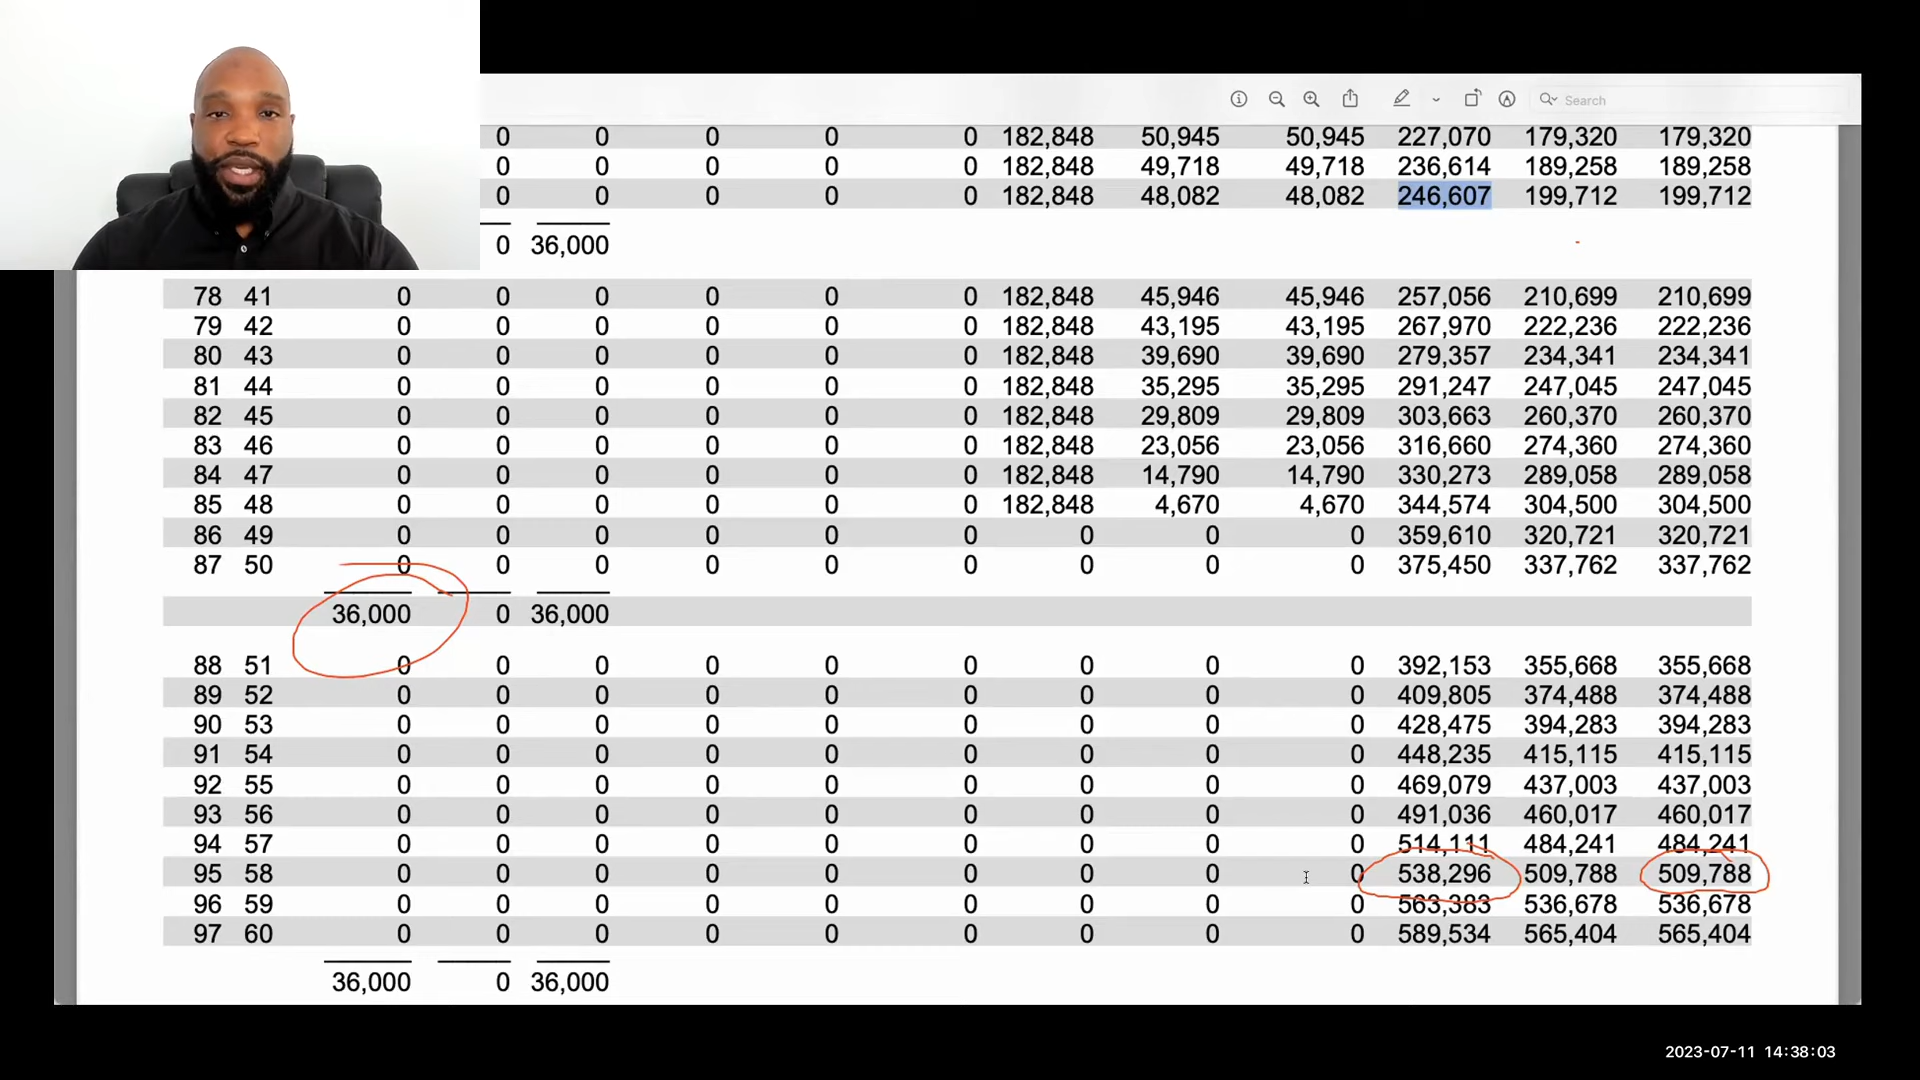 Search
0 0 0 0 0 182,848 50,945 50,945 227,070 179,320 179,320
0 0 0 0 0 182,848 49,718 49,718 236,614 189,258 189,258
0 0 0 0 0 182,848 48,082 48,082 246,607 199,712 199,712
0 36,000
78 41 0 0 0 0 0 0 182,848 45,946 45,946 257,056 210,699 210,699
79 42 0 0 0 0 0 0 182,848 43,195 43,195 267,970 222,236 222,236
80 43 0 0 0 0 0 0 182,848 39,690 39,690 279,357 234,341 234,341
81 44 0 0 0 0 0 0 182,848 35,295 35,295 291,247 247,045 247,045
82 45 0 0 0 0 0 0 182,848 29,809 29,809 303,663 260,370 260,370
83 46 0 0 0 0 0 0 182,848 23,056 23,056 316,660 274,360 274,360
84 47 0 0 0 0 0 0 182,848 14,790 14,790 330,273 289,058 289,058
85 48 0 0 0 0 0 0 182,848 4,670 4,670 344,574 304,500 304,500
86 49 0 0 0 0 0 0 0 0 0 359,610 320,721 320,721
87 50 0 0 0 0 0 0 0 0 0 375,450 337,762 337,762
36,000 0 36,000
88 51 0 0 0 0 0 0 0 0 0 392,153 355,668 355,668
89 52 0 0 0 0 0 0 0 0 0 409,805 374,488 374,488
90 53 0 0 0 0 0 0 0 0 0 428,475 394,283 394,283
91 54 0 0 0 0 0 0 0 0 0 448,235 415,115 415,115
92 55 0 0 0 0 0 0 0 0 0 469,079 437,003 437,003
93 56 0 0 0 0 0 0 0 0 0 491,036 460,017 460,017
94 57 0 0 0 0 0 0 0 0 0 514,111 484,241 484,241
95 58 0 0 0 0 0 0 0 0 0 538,296 509,788 509,788
96 59 0 0 0 0 0 0 0 0 0 563,383 536,678 536,678
97 60 0 0 0 0 0 0 0 0 0 589,534 565,404 565,404
36,000 0 36,000
2023-07-11 14:38:03